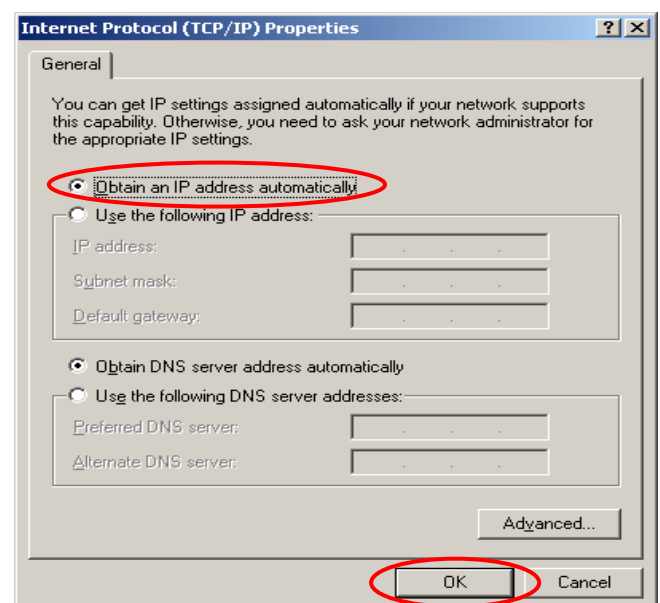 Internet Protocol (TCP/IP) Properties
General
You can get IP settings assigned automatically if your network supports
this capability. Otherwise, you need to ask your network administrator for
the appropriate IP settings.
Obtain an IP address automatically
Use the following IP address:
IP address:
Subnet mask:
Default gateway:
Obtain DNS server address automatically
Use the following DNS server addresses:
Preferred DNS server:
Alternate DNS server:
Advanced...
OK
Cancel